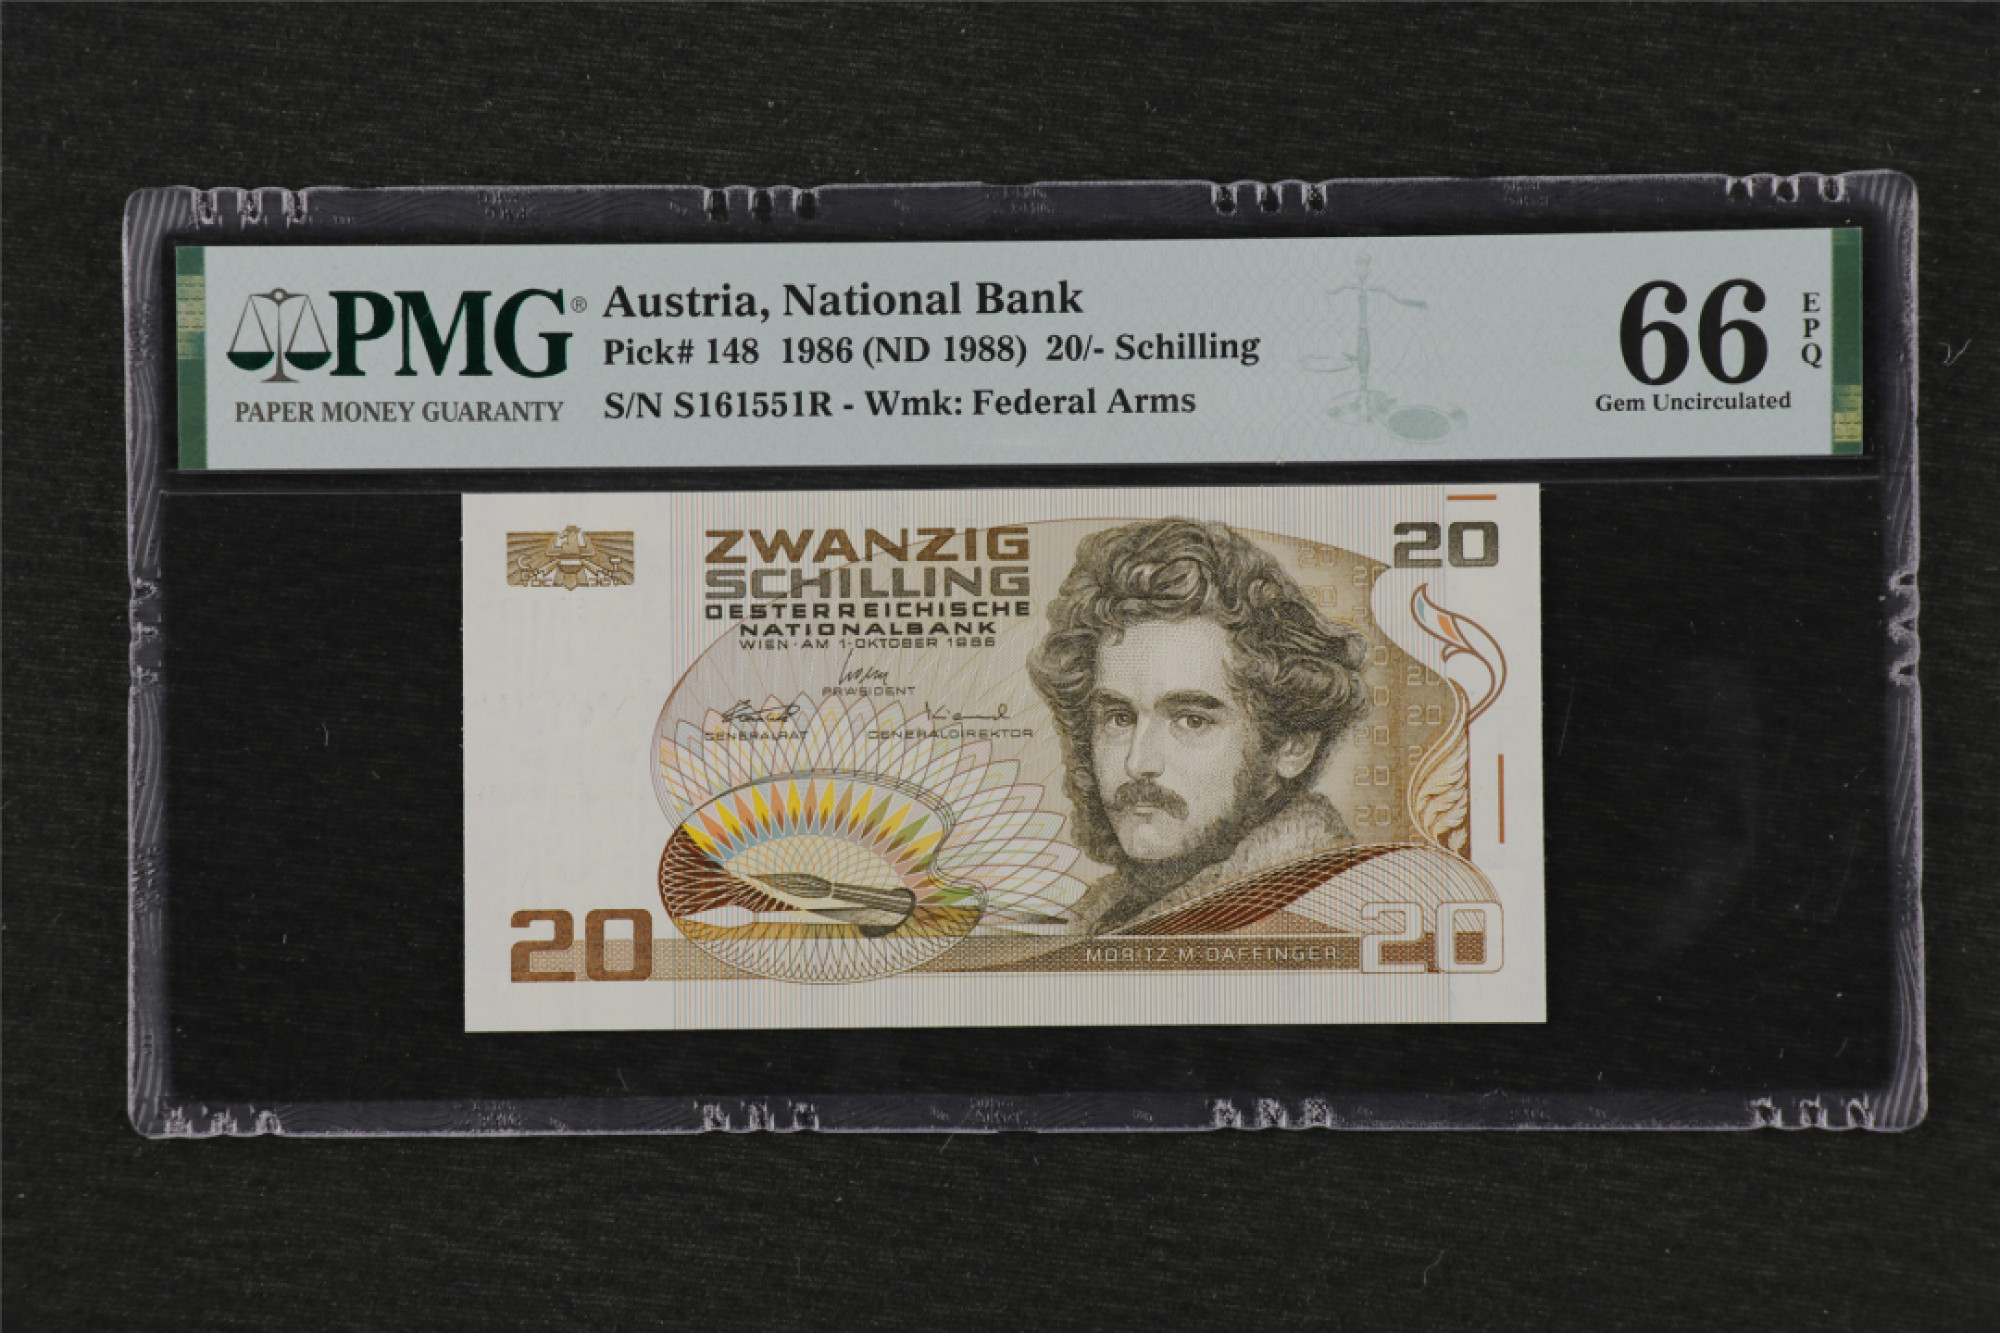 PMG®
PAPER MONEY GUARANTY
Austria, National Bank
Pick# 148 1986 (ND 1988) 20/- Schilling
S/N S161551R - Wmk: Federal Arms
66
EPQ
Gem Uncirculated
ZWANZIG
SCHILLING
OESTERREICHISCHE
NATIONALBANK
WIEN·AM 1·OKTOBER 1986
PRÄSIDENT
GENERALRAT
GENERALDIREKTOR
20
20
MORITZ M·DAFFINGER
20